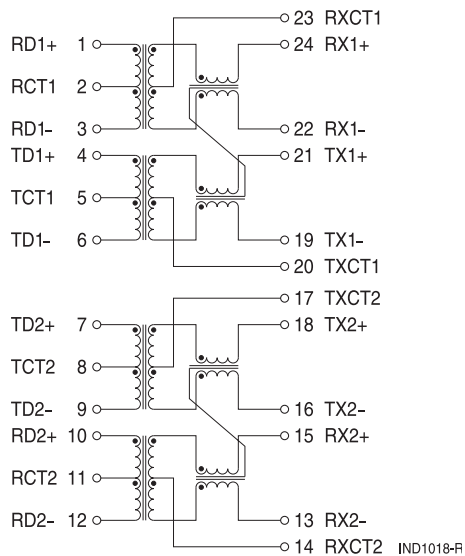 23 RXCT1
RD1+ 1 24 RX1+
RCT1 2
RD1- 3 22 RX1-
TD1+ 4 21 TX1+
TCT1 5
TD1- 6 19 TX1-
20 TXCT1
17 TXCT2
TD2+ 7 18 TX2+
TCT2 8
TD2- 9 16 TX2-
RD2+ 10 15 RX2+
RCT2 11
RD2- 12 13 RX2-
14 RXCT2 IND1018-R